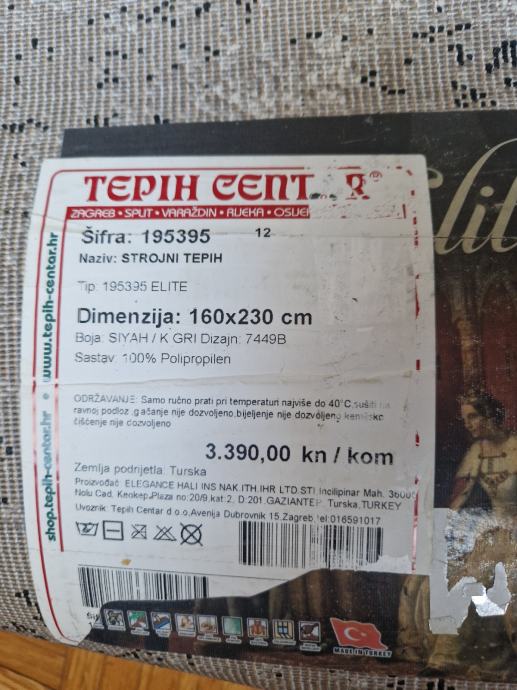 TEPIH CENT R®
ZAGREB • SPLIT • VARAŽDIN • RIJEKA • OSIJE
Šifra: 195395 12
Naziv: STROJNI TEPIH
Tip: 195395 ELITE
Dimenzija: 160x230 cm
Boja: SIYAH / K GRI Dizajn: 7449B
Sastav: 100% Polipropilen
ODRŽAVANJE: Samo ručno prati pri temperaturi najviše do 40°C,sušiti na
ravnoj podloz ,gačanje nije dozvoljeno,bijeljenje nije dozvoljeno kemijsko
čišćenje nije dozvoljeno
3.390,00 kn / kom
Zemlja podrijetla: Turska
Proizvođač: ELEGANCE HALI INS NAK.ITH.IHR LTD.STI İncilipinar Mah. 36006
Nolu Cad. Kepkep Plaza no:20/9 kat:2, D:201 GAZIANTEP, Turska,TURKEY
Uvoznik: Tepih Centar d.o.o,Avenija Dubrovnik 15,Zagreb,tel:016591017
shop.tepih-centar.hr • www.tepih-centar.hr
MADE IN TURKEY